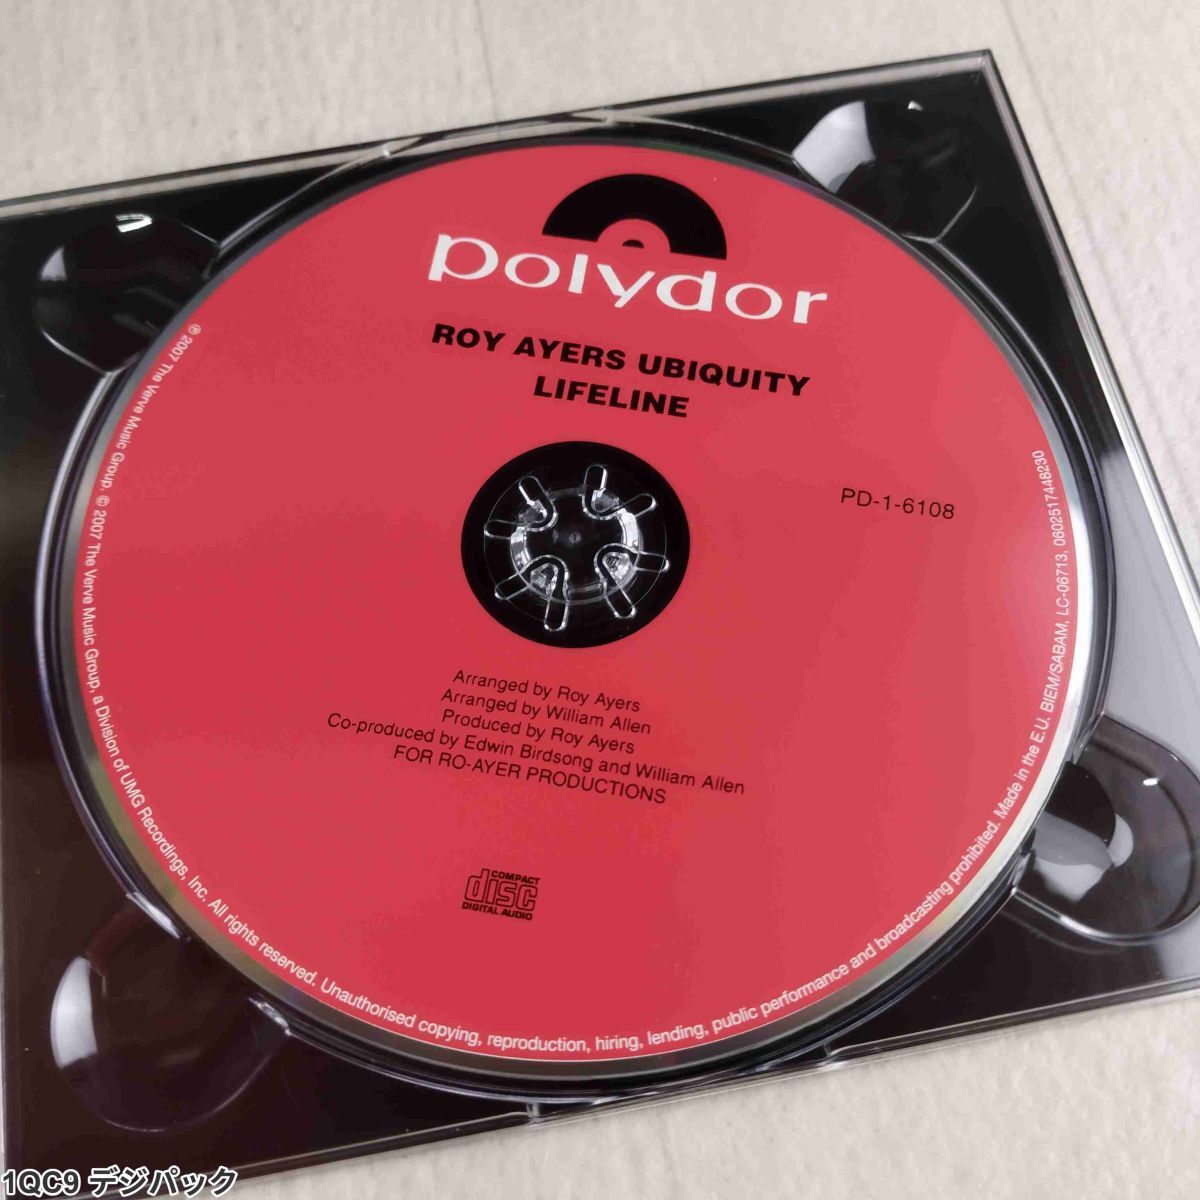 polydor
ROY AYERS UBIQUITY
LIFELINE
PD-1-6108
Arranged by Roy Ayers
Arranged by William Allen
Produced by Roy Ayers
Co-produced by Edwin Birdsong and William Allen
FOR RO-AYER PRODUCTIONS
COMPACT
disc
DIGITAL AUDIO
℗ 2007 The Verve Music Group. © 2007 The Verve Music Group, a Division of UMG Recordings, Inc. All rights reserved. Unauthorised copying, reproduction, hiring, lending, public performance and broadcasting prohibited. Made in the E.U. BIEM/SABAM, LC-06713, 0602517448230
1QC9 デジパック